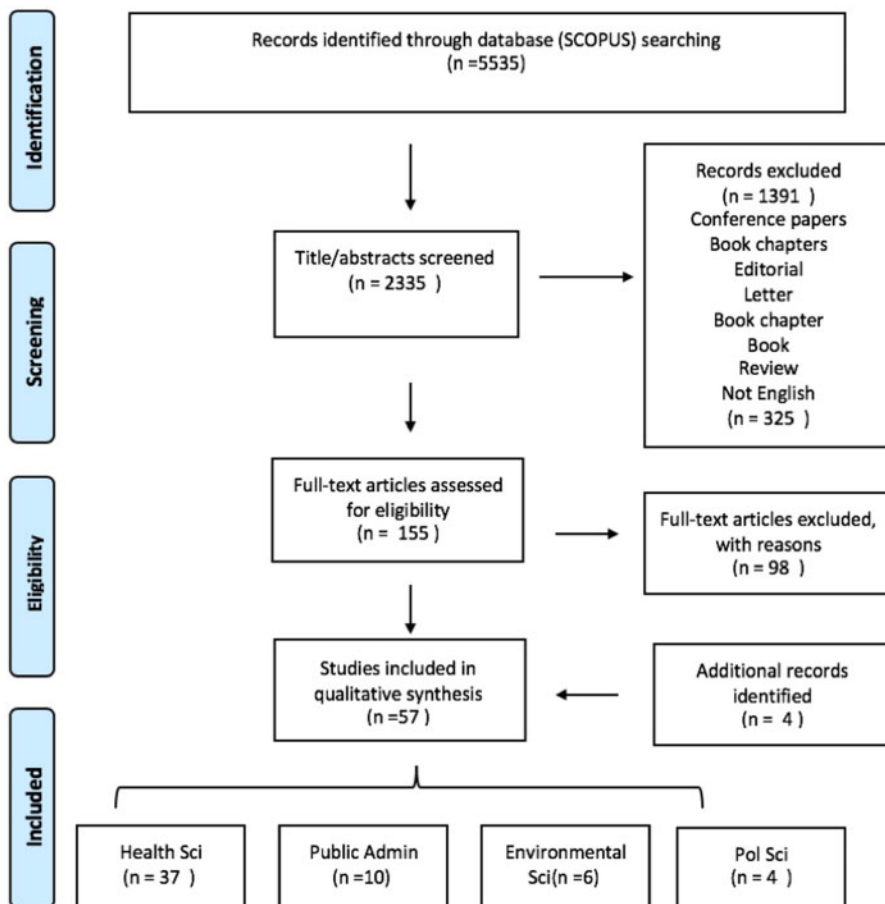 Identification
Records identified through database (SCOPUS) searching
(n =5535)
Records excluded
(n = 1391 )
Conference papers
Book chapters
Editorial
Letter
Book chapter
Book
Review
Not English
(n = 325 )
Screening
Title/abstracts screened
(n = 2335 )
Eligibility
Full-text articles assessed
for eligibility
(n = 155 )
Full-text articles excluded,
with reasons
(n = 98 )
Studies included in
qualitative synthesis
(n =57 )
Additional records
identified
(n = 4 )
Included
Health Sci
(n = 37 )
Public Admin
(n =10)
Environmental
Sci(n =6)
Pol Sci
(n = 4 )